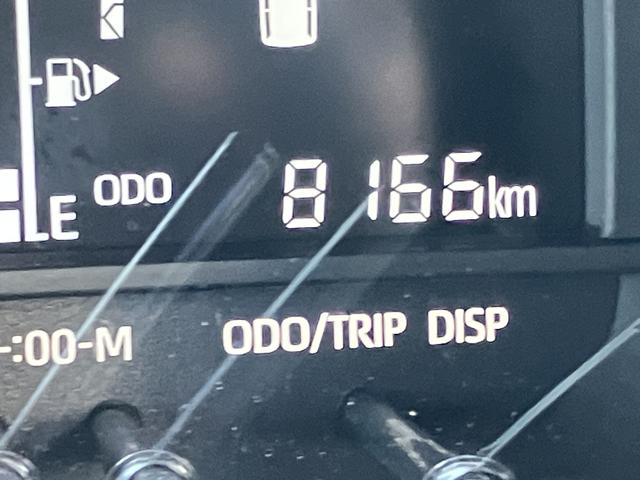 E ODO 8166km
-:00-M ODO/TRIP DISP